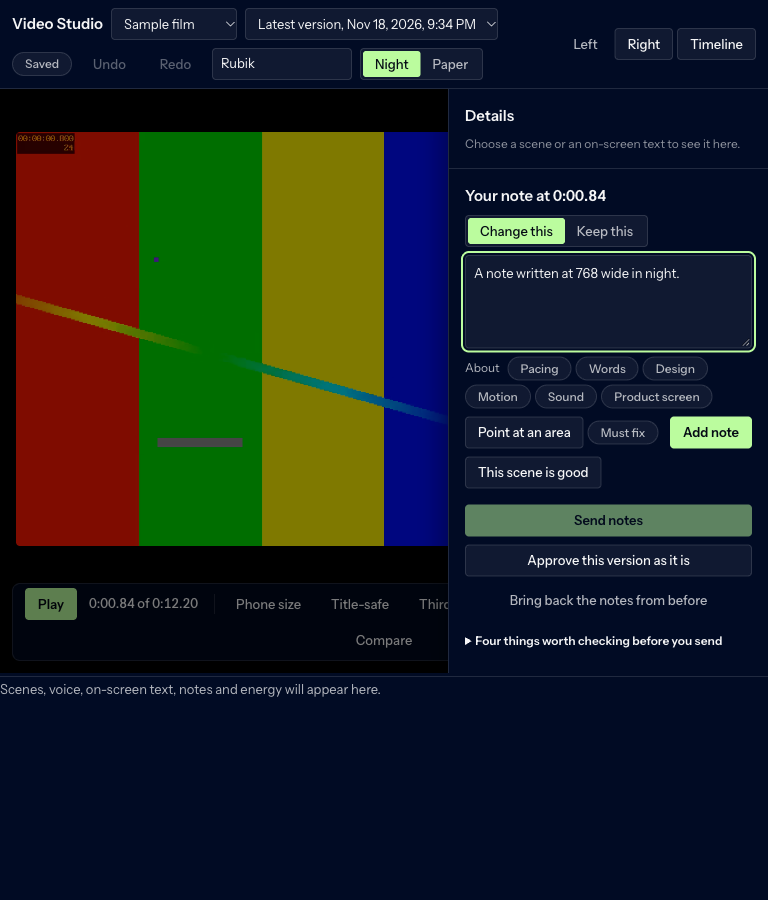 Video Studio
Sample film
Latest version, Nov 18, 2026, 9:34 PM
Left
Right
Timeline
Saved
Undo
Redo
Rubik
Night
Paper
00:00:00.800
24
Details
Choose a scene or an on-screen text to see it here.
Your note at 0:00.84
Change this
Keep this
A note written at 768 wide in night.
About
Pacing
Words
Design
Motion
Sound
Product screen
Point at an area
Must fix
Add note
This scene is good
Send notes
Approve this version as it is
Bring back the notes from before
Four things worth checking before you send
Play
0:00.84 of 0:12.20
Phone size
Title-safe
Compare
Scenes, voice, on-screen text, notes and energy will appear here.